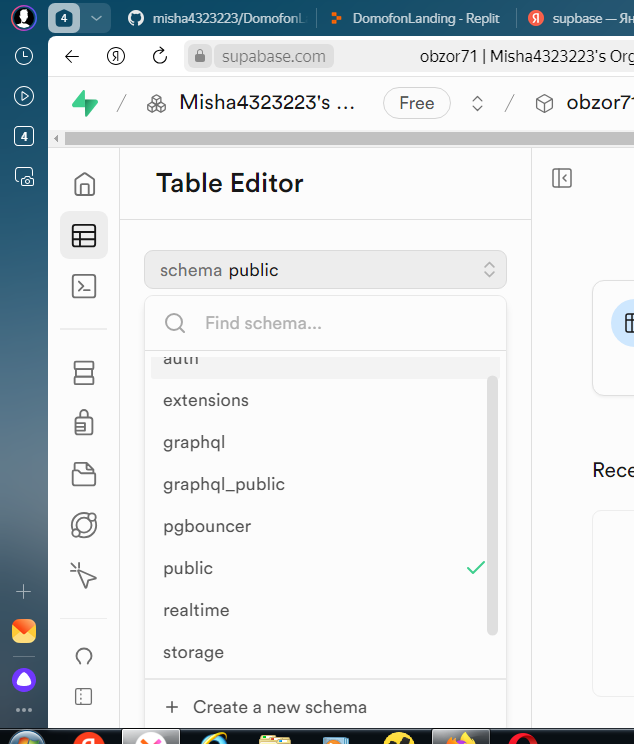 4
misha4323223/Domofon
DomofonLanding - Replit
supbase — Ян
supabase.com
obzor71 | Misha4323223's Org
Misha4323223's ...
Free
obzor71
4
Table Editor
schema public
Find schema...
auth
extensions
graphql
graphql_public
pgbouncer
public
realtime
storage
Rece
+ Create a new schema